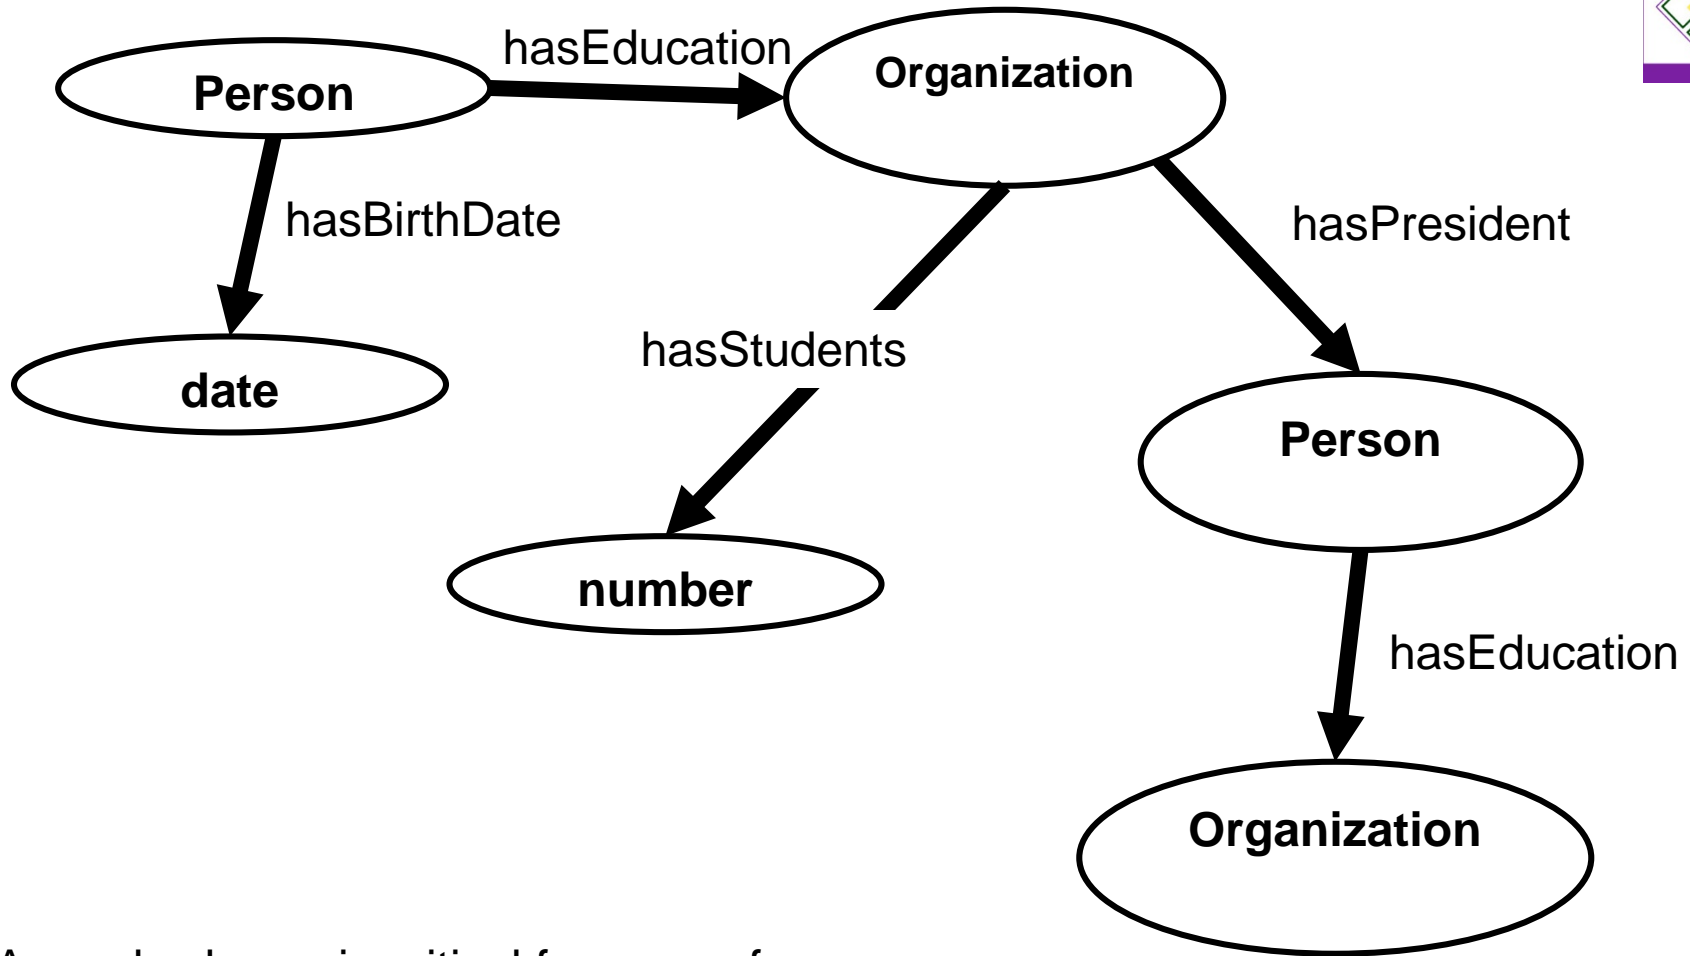 hasEducation
Person
Organization
hasBirthDate
hasPresident
hasStudents
date
Person
number
hasEducation
Organization